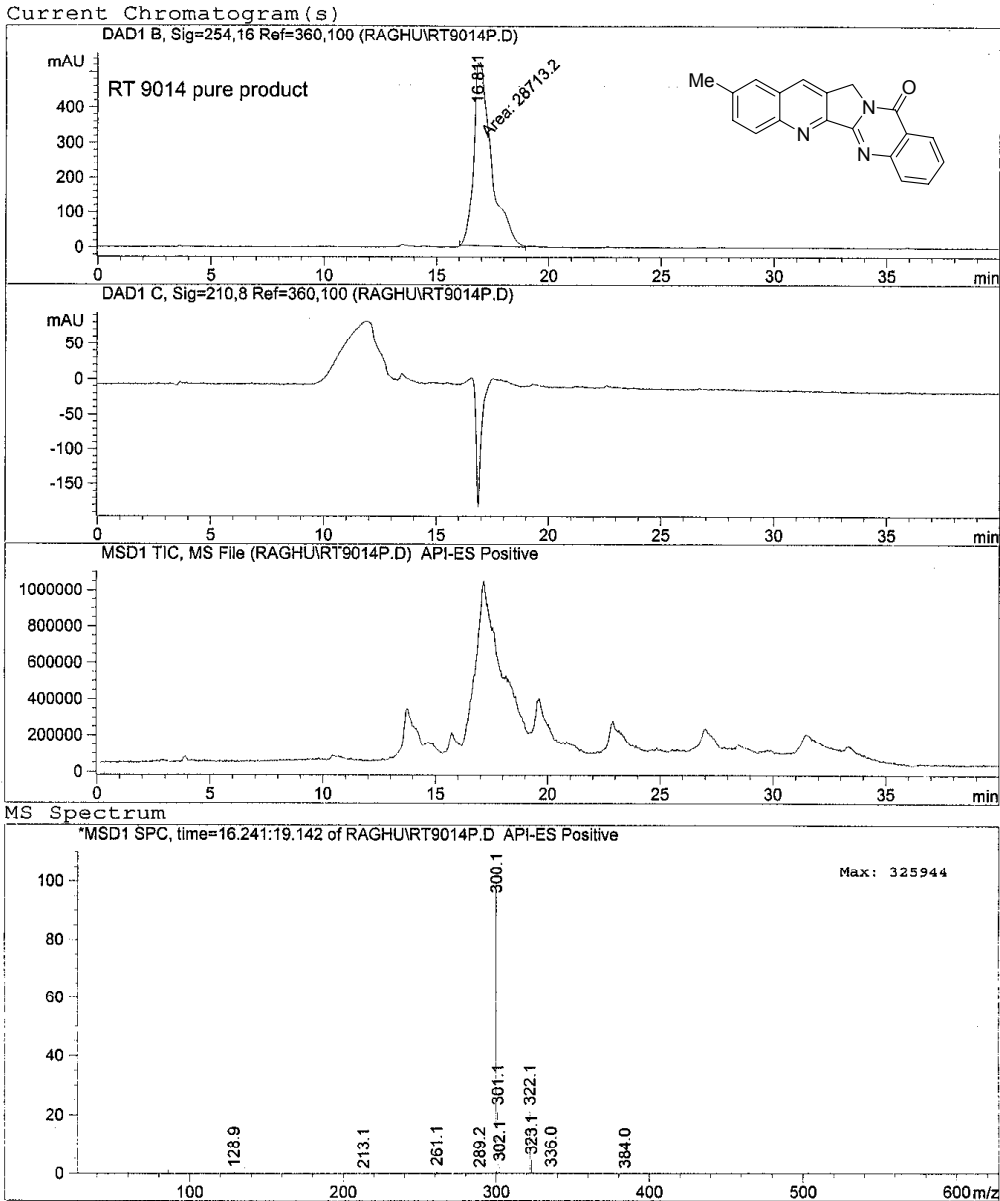 Current Chromatogram(s)
DAD1 B, Sig=254,16 Ref=360,100 (RAGHU\RT9014P.D)
mAU
RT 9014 pure product
16.811
Area: 28713.2
Me
O
N
N
N
400
300
200
100
0
0 5 10 15 20 25 30 35 min
DAD1 C, Sig=210,8 Ref=360,100 (RAGHU\RT9014P.D)
mAU
50
0
-50
-100
-150
0 5 10 15 20 25 30 35 min
MSD1 TIC, MS File (RAGHU\RT9014P.D) API-ES Positive
1000000
800000
600000
400000
200000
0
0 5 10 15 20 25 30 35 min
MS Spectrum
*MSD1 SPC, time=16.241:19.142 of RAGHU\RT9014P.D API-ES Positive
Max: 325944
100
80
60
40
20
0
128.9
213.1
261.1
289.2
300.1
302.1
301.1
323.1
322.1
336.0
384.0
100 200 300 400 500 600 m/z